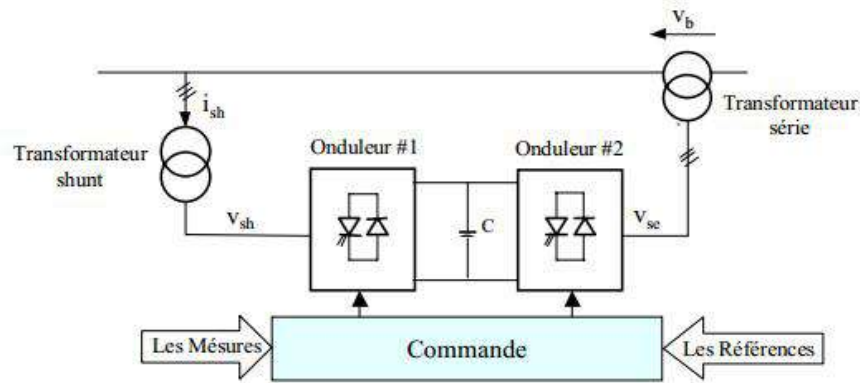 v_b
i_sh
Transformateur
shunt
Onduleur #1
Onduleur #2
Transformateur
série
v_sh
C
v_se
Les Mésures
Commande
Les Références